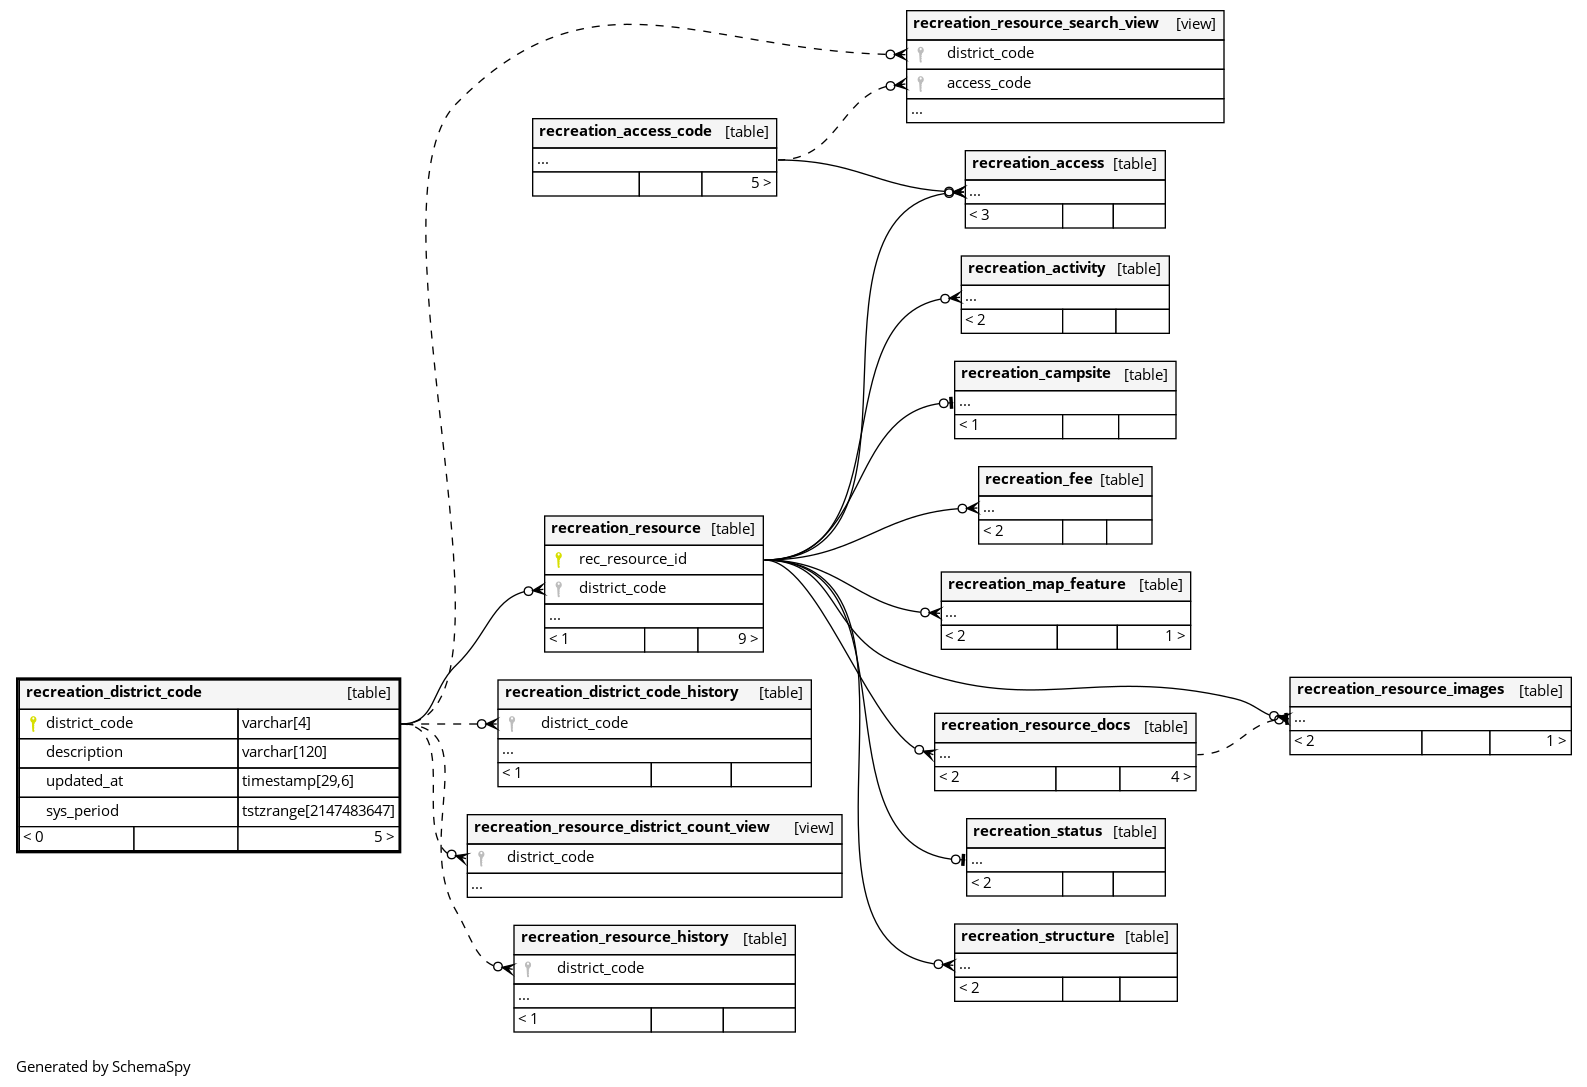 recreation_resource_search_view [view]
district_code
access_code
...
recreation_access_code [table]
...
5 >
recreation_access [table]
...
< 3
recreation_activity [table]
...
< 2
recreation_campsite [table]
...
< 1
recreation_fee [table]
...
< 2
recreation_resource [table]
rec_resource_id
district_code
...
< 1 9 >
recreation_map_feature [table]
...
< 2 1 >
recreation_district_code [table]
district_code varchar[4]
description varchar[120]
updated_at timestamp[29,6]
sys_period tstzrange[2147483647]
< 0 5 >
recreation_district_code_history [table]
district_code
...
< 1
recreation_resource_docs [table]
...
< 2 4 >
recreation_resource_images [table]
...
< 2 1 >
recreation_resource_district_count_view [view]
district_code
...
recreation_status [table]
...
< 2
recreation_resource_history [table]
district_code
...
< 1
recreation_structure [table]
...
< 2
Generated by SchemaSpy